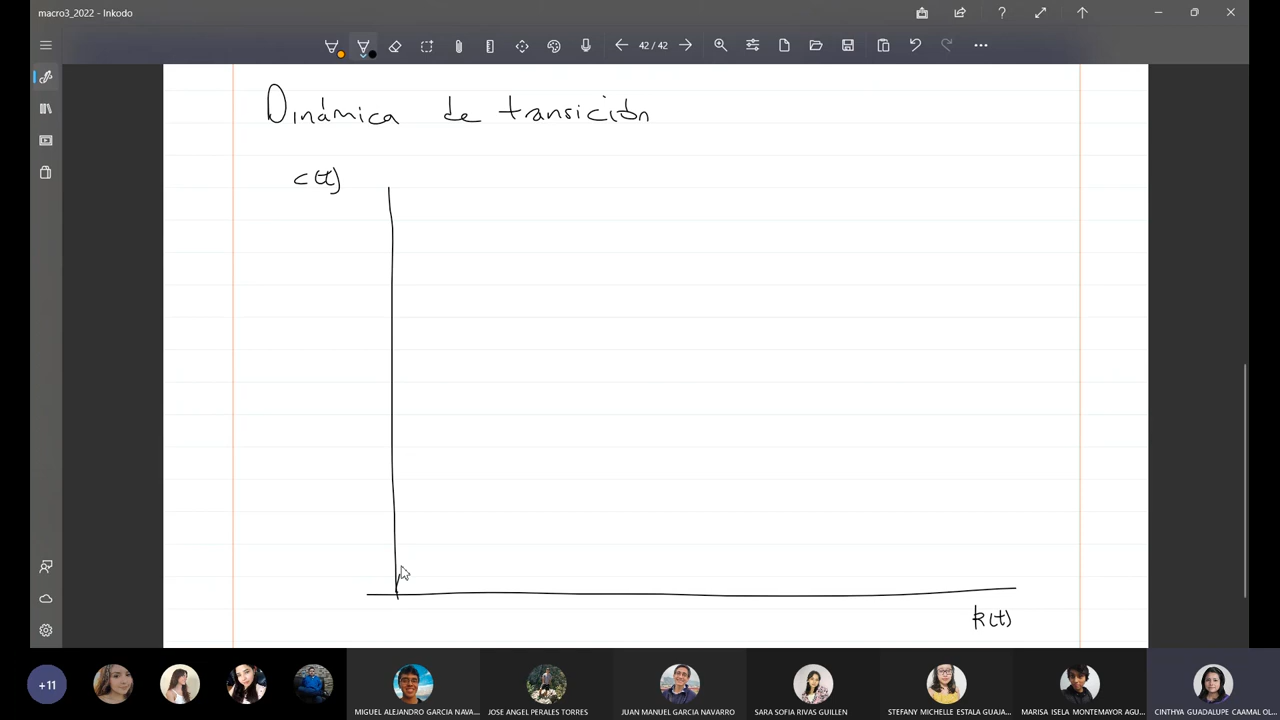 macro3_2022 - Inkodo
42 / 42
Dinámica de transición
c(t)
k(t)
+11
MIGUEL ALEJANDRO GARCIA NAVA...
JOSE ANGEL PERALES TORRES
JUAN MANUEL GARCIA NAVARRO
SARA SOFIA RIVAS GUILLEN
STEFANY MICHELLE ESTALA GUAJA...
MARISA ISELA MONTEMAYOR AGU...
CINTHYA GUADALUPE CAAMAL OL...